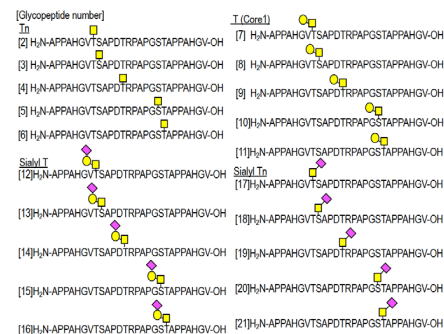 [Glycopeptide number]
Tn
[2] H₂N-APPAHGVTSAPDTRPAPGSTAPPAHGV-OH
[3] H₂N-APPAHGVTSAPDTRPAPGSTAPPAHGV-OH
[4] H₂N-APPAHGVTSAPDTRPAPGSTAPPAHGV-OH
[5] H₂N-APPAHGVTSAPDTRPAPGSTAPPAHGV-OH
[6] H₂N-APPAHGVTSAPDTRPAPGSTAPPAHGV-OH
Sialyl T
[12]H₂N-APPAHGVTSAPDTRPAPGSTAPPAHGV-OH
[13]H₂N-APPAHGVTSAPDTRPAPGSTAPPAHGV-OH
[14]H₂N-APPAHGVTSAPDTRPAPGSTAPPAHGV-OH
[15]H₂N-APPAHGVTSAPDTRPAPGSTAPPAHGV-OH
[16]H₂N-APPAHGVTSAPDTRPAPGSTAPPAHGV-OH
T (Core1)
[7] H₂N-APPAHGVTSAPDTRPAPGSTAPPAHGV-OH
[8] H₂N-APPAHGVTSAPDTRPAPGSTAPPAHGV-OH
[9] H₂N-APPAHGVTSAPDTRPAPGSTAPPAHGV-OH
[10]H₂N-APPAHGVTSAPDTRPAPGSTAPPAHGV-OH
[11]H₂N-APPAHGVTSAPDTRPAPGSTAPPAHGV-OH
Sialyl Tn
[17]H₂N-APPAHGVTSAPDTRPAPGSTAPPAHGV-OH
[18]H₂N-APPAHGVTSAPDTRPAPGSTAPPAHGV-OH
[19]H₂N-APPAHGVTSAPDTRPAPGSTAPPAHGV-OH
[20]H₂N-APPAHGVTSAPDTRPAPGSTAPPAHGV-OH
[21]H₂N-APPAHGVTSAPDTRPAPGSTAPPAHGV-OH